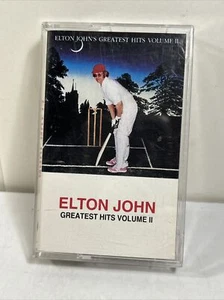 ELTON JOHN'S GREATEST HITS VOLUME II
ELTON JOHN
GREATEST HITS VOLUME II